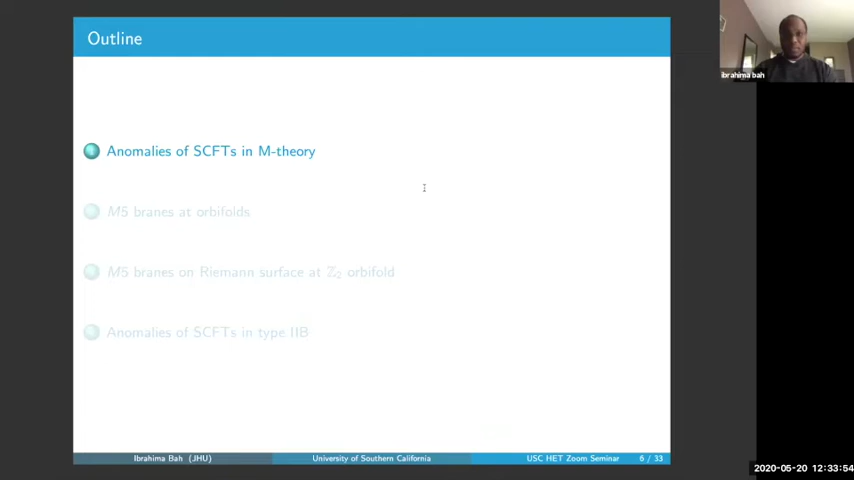 Outline
ibrahima bah
Anomalies of SCFTs in M-theory
M5 branes at orbifolds
M5 branes on Riemann surface at ℤ₂ orbifold
Anomalies of SCFTs in type IIB
Ibrahima Bah (JHU) University of Southern California USC HET Zoom Seminar 6 / 33
2020-05-20 12:33:54